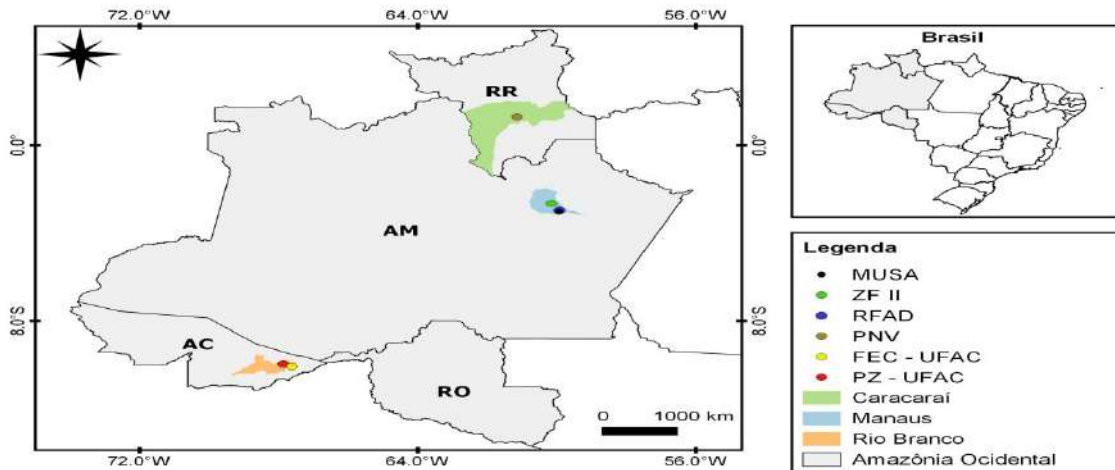 72.0°W 64.0°W 56.0°W
RR
0.0°
AM
8.0°S
AC
RO
0 1000 km
72.0°W 64.0°W 56.0°W
Brasil
Legenda
MUSA
ZF II
RFAD
PNV
FEC - UFAC
PZ - UFAC
Caracaraí
Manaus
Rio Branco
Amazônia Ocidental
0.0°
8.0°S